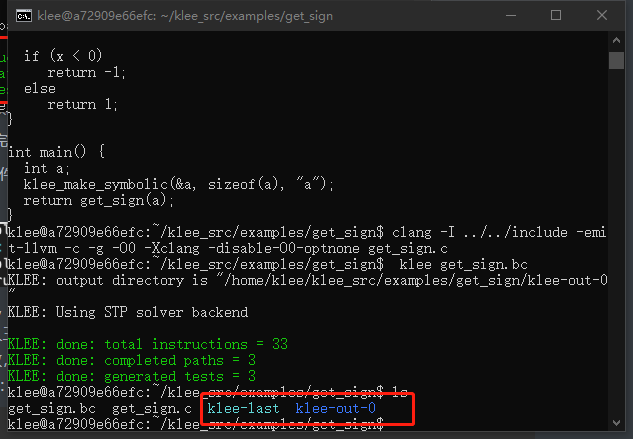 klee@a72909e66efc: ~/klee_src/examples/get_sign
if (x < 0)
return -1;
else
return 1;
}
int main() {
int a;
klee_make_symbolic(&a, sizeof(a), "a");
return get_sign(a);
}
klee@a72909e66efc:~/klee_src/examples/get_sign$ clang -I ../../include -emi
t-llvm -c -g -O0 -Xclang -disable-O0-optnone get_sign.c
klee@a72909e66efc:~/klee_src/examples/get_sign$  klee get_sign.bc
KLEE: output directory is "/home/klee/klee_src/examples/get_sign/klee-out-0
"
KLEE: Using STP solver backend
KLEE: done: total instructions = 33
KLEE: done: completed paths = 3
KLEE: done: generated tests = 3
klee@a72909e66efc:~/klee_src/examples/get_sign$ ls
get_sign.bc  get_sign.c  klee-last  klee-out-0
klee@a72909e66efc:~/klee_src/examples/get_sign$